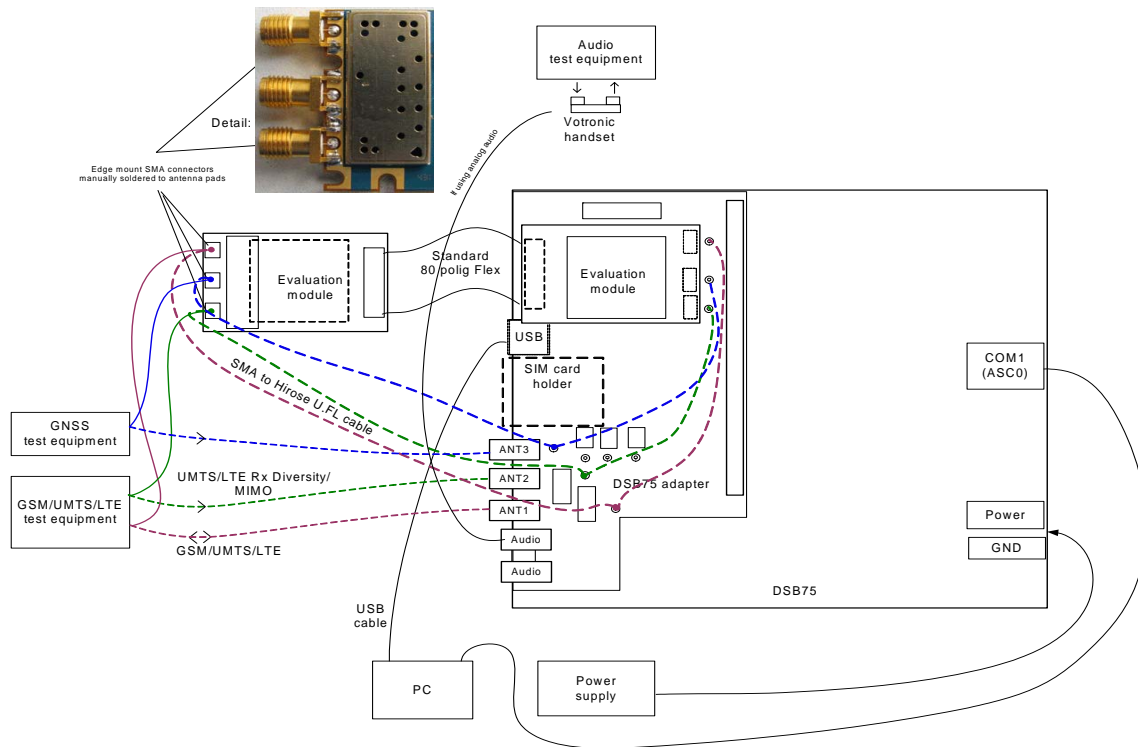 Audio
test equipment
Detail:
Votronic
handset
If using analog audio
Edge mount SMA connectors
manually soldered to antenna pads
Evaluation
module
Standard
80 polig Flex
Evaluation
module
USB
SIM card
holder
COM1
(ASC0)
SMA to Hirose U.FL cable
GNSS
test equipment
ANT3
UMTS/LTE Rx Diversity/
MIMO
ANT2
DSB75 adapter
GSM/UMTS/LTE
test equipment
ANT1
Power
GSM/UMTS/LTE
Audio
GND
Audio
DSB75
USB
cable
PC
Power
supply